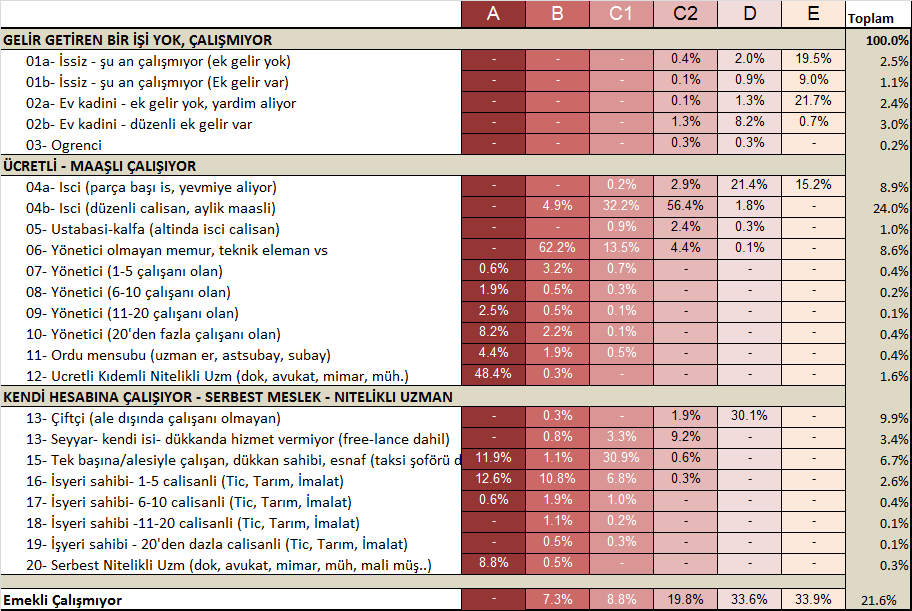 A B C1 C2 D E Toplam
GELİR GETİREN BİR İŞİ YOK, ÇALIŞMIYOR 100.0%
01a- İssiz - şu an çalışmıyor (ek gelir yok) - - - 0.4% 2.0% 19.5% 2.5%
01b- İssiz - şu an çalışmıyor (Ek gelir var) - - - 0.1% 0.9% 9.0% 1.1%
02a- Ev kadini - ek gelir yok, yardim aliyor - - - 0.1% 1.3% 21.7% 2.4%
02b- Ev kadini - düzenli ek gelir var - - - 1.3% 8.2% 0.7% 3.0%
03- Ogrenci - - - 0.3% 0.3% - 0.2%
ÜCRETLİ - MAAŞLI ÇALIŞIYOR
04a- Isci (parça başı is, yevmiye aliyor) - - 0.2% 2.9% 21.4% 15.2% 8.9%
04b- Isci (düzenli calisan, aylik maasli) - 4.9% 32.2% 56.4% 1.8% - 24.0%
05- Ustabasi-kalfa (altinda isci calisan) - - 0.9% 2.4% 0.3% - 1.0%
06- Yönetici olmayan memur, teknik eleman vs - 62.2% 13.5% 4.4% 0.1% - 8.6%
07- Yönetici (1-5 çalışanı olan) 0.6% 3.2% 0.7% - - - 0.4%
08- Yönetici (6-10 çalışanı olan) 1.9% 0.5% 0.3% - - - 0.2%
09- Yönetici (11-20 çalışanı olan) 2.5% 0.5% 0.1% - - - 0.1%
10- Yönetici (20'den fazla çalışanı olan) 8.2% 2.2% 0.1% - - - 0.4%
11- Ordu mensubu (uzman er, astsubay, subay) 4.4% 1.9% 0.5% - - - 0.4%
12- Ucretli Kıdemli Nitelikli Uzm (dok, avukat, mimar, müh.) 48.4% 0.3% - - - - 1.6%
KENDİ HESABINA ÇALIŞIYOR - SERBEST MESLEK - NITELIKLI UZMAN
13- Çiftçi (ale dışında çalışanı olmayan) - 0.3% - 1.9% 30.1% - 9.9%
13- Seyyar- kendi isi- dükkanda hizmet vermiyor (free-lance dahil) - 0.8% 3.3% 9.2% - - 3.4%
15- Tek başına/alesiyle çalışan, dükkan sahibi, esnaf (taksi şoförü d 11.9% 1.1% 30.9% 0.6% - - 6.7%
16- İsyeri sahibi- 1-5 calisanli (Tic, Tarım, İmalat) 12.6% 10.8% 6.8% 0.3% - - 2.6%
17- İsyeri sahibi- 6-10 calisanli (Tic, Tarım, İmalat) 0.6% 1.9% 1.0% - - - 0.4%
18- İsyeri sahibi -11-20 calisanli (Tic, Tarım, İmalat) - 1.1% 0.2% - - - 0.1%
19- İşyeri sahibi - 20'den dazla calisanli (Tic, Tarım, İmalat) - 0.5% 0.3% - - - 0.1%
20- Serbest Nitelikli Uzm (dok, avukat, mimar, müh, mali müş..) 8.8% 0.5% - - - - 0.3%
Emekli Çalışmıyor - 7.3% 8.8% 19.8% 33.6% 33.9% 21.6%